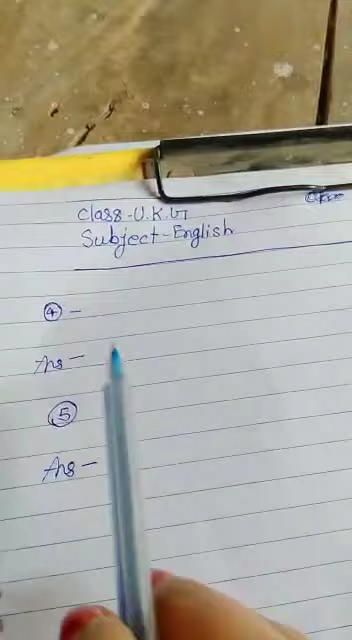 Class-U.K.G
Subject-English
④ -
Ans -
⑤
Ans -